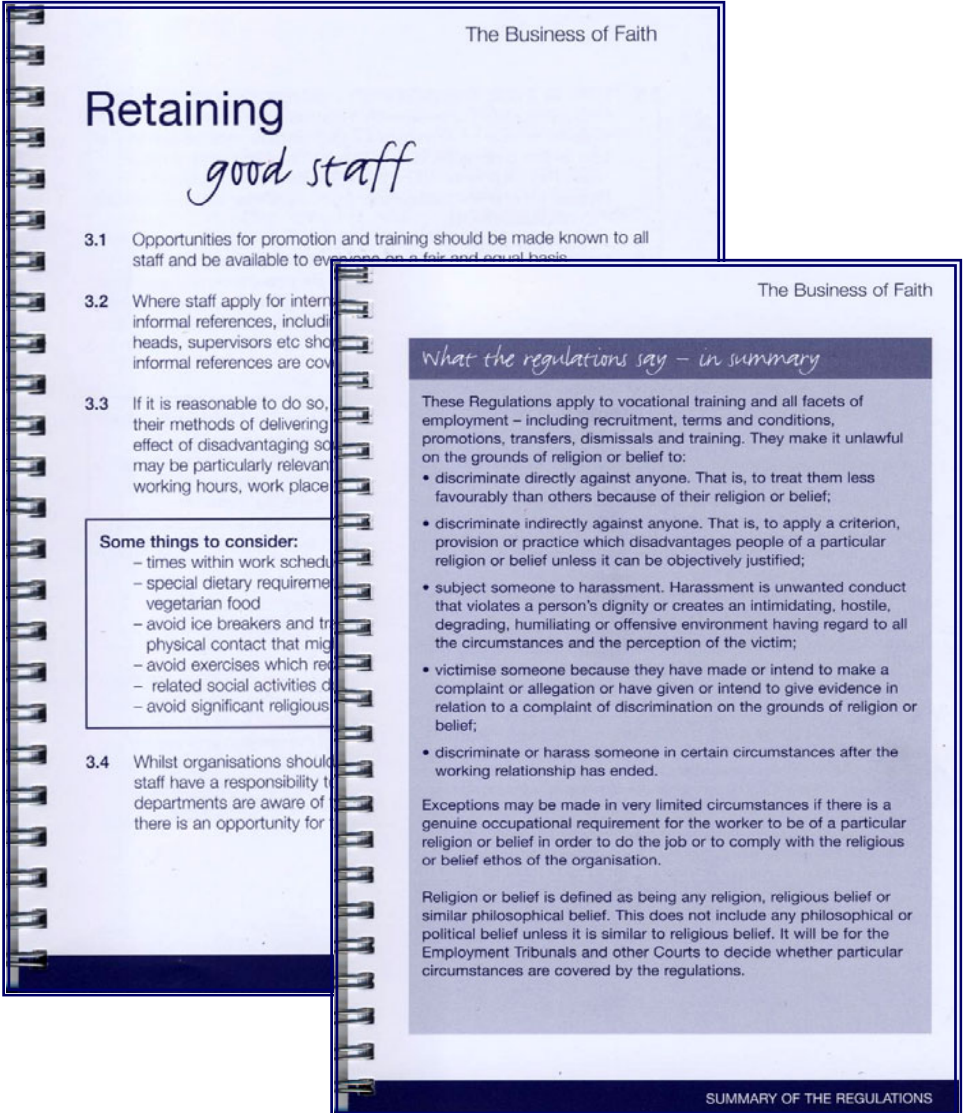 The Business of Faith
Retaining
good staff
3.1 Opportunities for promotion and training should be made known to all
staff and be available to everyone on a fair and equal basis
3.2 Where staff apply for intern
informal references, includi
heads, supervisors etc sho
informal references are cov
3.3 If it is reasonable to do so,
their methods of delivering
effect of disadvantaging so
may be particularly relevan
working hours, work place
Some things to consider:
– times within work schedu
– special dietary requireme
vegetarian food
– avoid ice breakers and tr
physical contact that mig
– avoid exercises which req
– related social activities d
– avoid significant religious
3.4 Whilst organisations should
staff have a responsibility to
departments are aware of
there is an opportunity for
The Business of Faith
What the regulations say – in summary
These Regulations apply to vocational training and all facets of
employment – including recruitment, terms and conditions,
promotions, transfers, dismissals and training. They make it unlawful
on the grounds of religion or belief to:
• discriminate directly against anyone. That is, to treat them less
favourably than others because of their religion or belief;
• discriminate indirectly against anyone. That is, to apply a criterion,
provision or practice which disadvantages people of a particular
religion or belief unless it can be objectively justified;
• subject someone to harassment. Harassment is unwanted conduct
that violates a person's dignity or creates an intimidating, hostile,
degrading, humiliating or offensive environment having regard to all
the circumstances and the perception of the victim;
• victimise someone because they have made or intend to make a
complaint or allegation or have given or intend to give evidence in
relation to a complaint of discrimination on the grounds of religion or
belief;
• discriminate or harass someone in certain circumstances after the
working relationship has ended.
Exceptions may be made in very limited circumstances if there is a
genuine occupational requirement for the worker to be of a particular
religion or belief in order to do the job or to comply with the religious
or belief ethos of the organisation.
Religion or belief is defined as being any religion, religious belief or
similar philosophical belief. This does not include any philosophical or
political belief unless it is similar to religious belief. It will be for the
Employment Tribunals and other Courts to decide whether particular
circumstances are covered by the regulations.
SUMMARY OF THE REGULATIONS